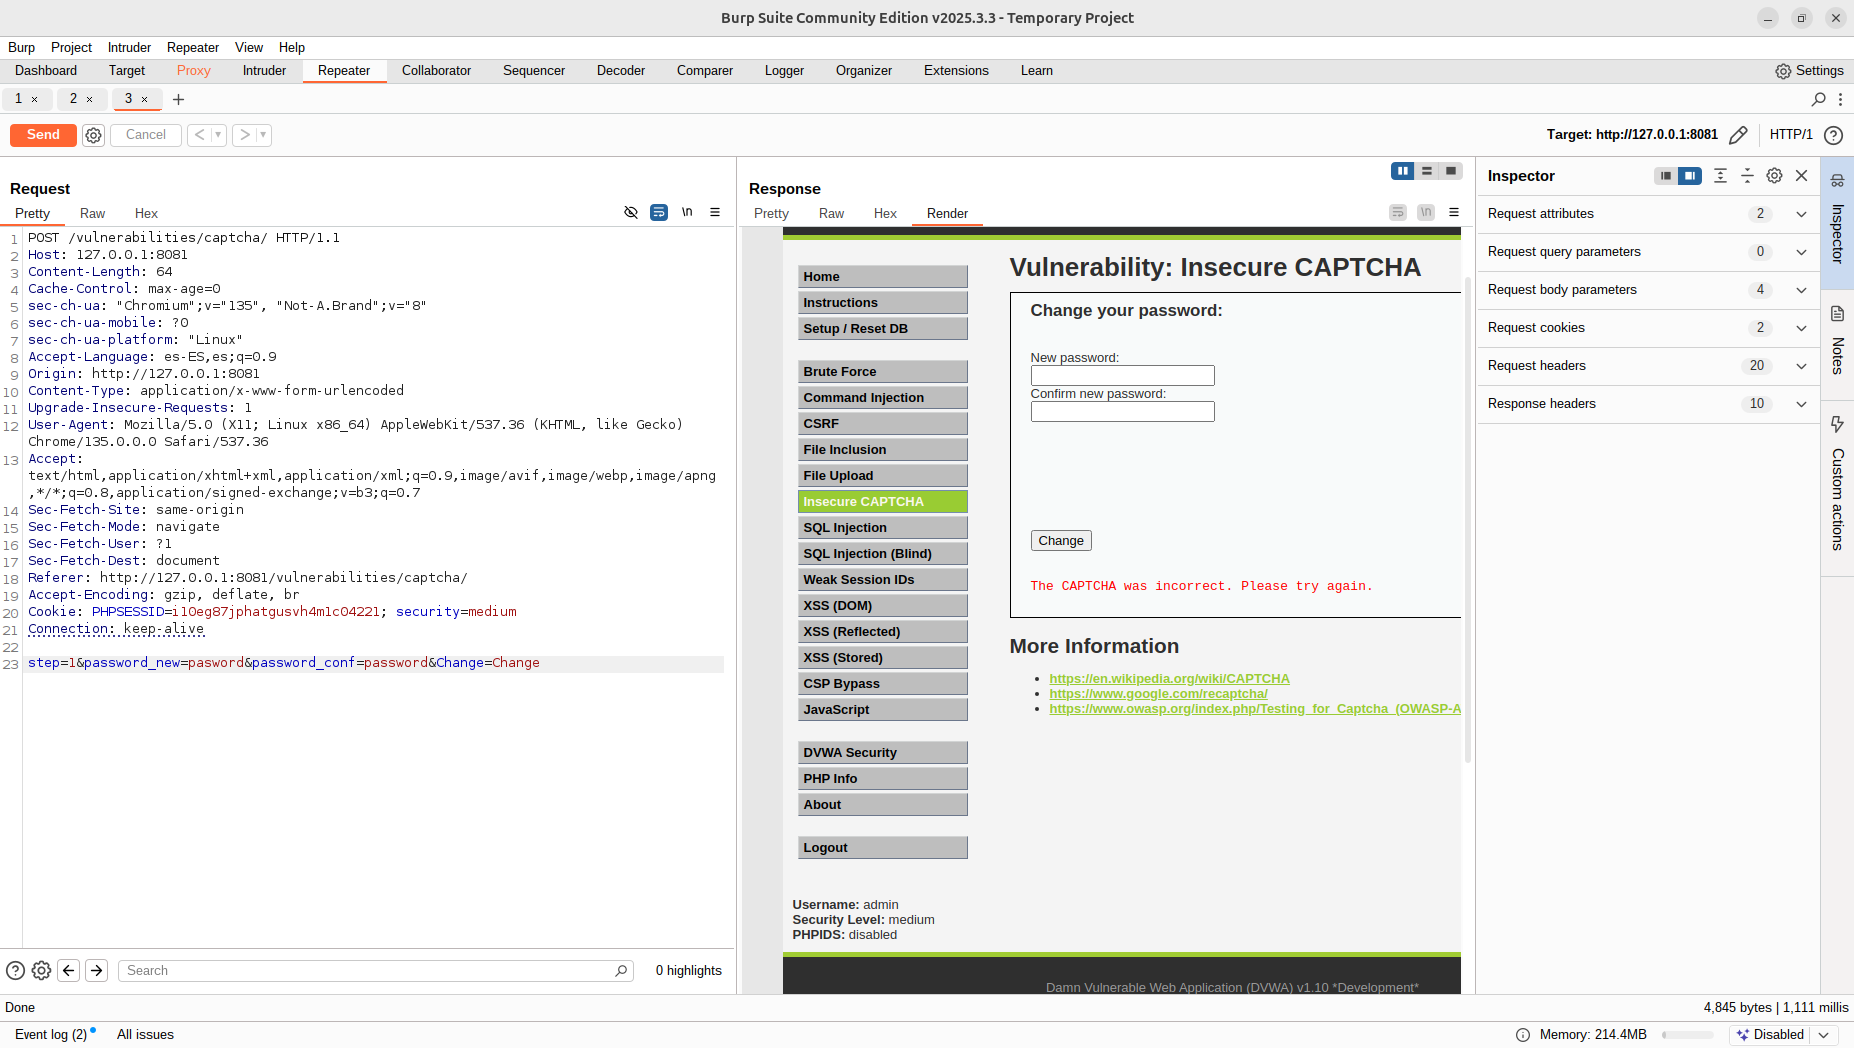 Burp Suite Community Edition v2025.3.3 - Temporary Project
Burp Project Intruder Repeater View Help
Dashboard Target Proxy Intruder Repeater Collaborator Sequencer Decoder Comparer Logger Organizer Extensions Learn Settings
1 × 2 × 3 × +
Send Cancel < > Target: http://127.0.0.1:8081 HTTP/1
Request
Pretty Raw Hex \n
1 POST /vulnerabilities/captcha/ HTTP/1.1
2 Host: 127.0.0.1:8081
3 Content-Length: 64
4 Cache-Control: max-age=0
5 sec-ch-ua: "Chromium";v="135", "Not-A.Brand";v="8"
6 sec-ch-ua-mobile: ?0
7 sec-ch-ua-platform: "Linux"
8 Accept-Language: es-ES,es;q=0.9
9 Origin: http://127.0.0.1:8081
10 Content-Type: application/x-www-form-urlencoded
11 Upgrade-Insecure-Requests: 1
12 User-Agent: Mozilla/5.0 (X11; Linux x86_64) AppleWebKit/537.36 (KHTML, like Gecko)
Chrome/135.0.0.0 Safari/537.36
13 Accept:
text/html,application/xhtml+xml,application/xml;q=0.9,image/avif,image/webp,image/apng
,*/*;q=0.8,application/signed-exchange;v=b3;q=0.7
14 Sec-Fetch-Site: same-origin
15 Sec-Fetch-Mode: navigate
16 Sec-Fetch-User: ?1
17 Sec-Fetch-Dest: document
18 Referer: http://127.0.0.1:8081/vulnerabilities/captcha/
19 Accept-Encoding: gzip, deflate, br
20 Cookie: PHPSESSID=i10eg87jphatgusvh4m1c04221; security=medium
21 Connection: keep-alive
22
23 step=1&password_new=pasword&password_conf=password&Change=Change
Search 0 highlights
Response
Pretty Raw Hex Render \n
Home
Instructions
Setup / Reset DB
Brute Force
Command Injection
CSRF
File Inclusion
File Upload
Insecure CAPTCHA
SQL Injection
SQL Injection (Blind)
Weak Session IDs
XSS (DOM)
XSS (Reflected)
XSS (Stored)
CSP Bypass
JavaScript
DVWA Security
PHP Info
About
Logout
Vulnerability: Insecure CAPTCHA
Change your password:
New password:
Confirm new password:
Change
The CAPTCHA was incorrect. Please try again.
More Information
• https://en.wikipedia.org/wiki/CAPTCHA
• https://www.google.com/recaptcha/
• https://www.owasp.org/index.php/Testing_for_Captcha_(OWASP-A
Username: admin
Security Level: medium
PHPIDS: disabled
Damn Vulnerable Web Application (DVWA) v1.10 *Development*
Inspector
Request attributes 2
Request query parameters 0
Request body parameters 4
Request cookies 2
Request headers 20
Response headers 10
Inspector
Notes
Custom actions
Done 4,845 bytes | 1,111 millis
Event log (2) All issues Memory: 214.4MB Disabled